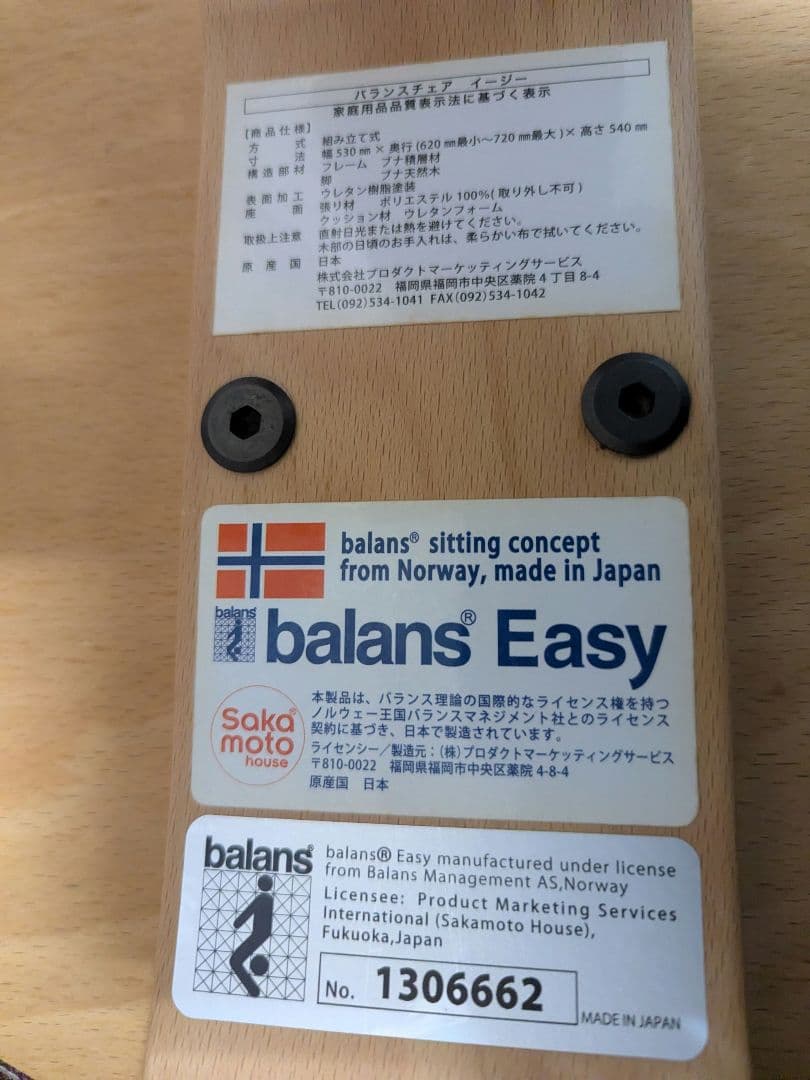 バランスチェア イージー
家庭用品品質表示法に基づく表示
【商品仕様】
方 式 組み立て式
寸 法 幅 530 ㎜ × 奥行 (620 ㎜最小～720 ㎜最大) × 高さ 540 ㎜
構造部材 フレーム ブナ積層材
脚 ブナ天然木
表面加工 ウレタン樹脂塗装
座 面 張り材 ポリエステル 100% (取り外し不可)
クッション材 ウレタンフォーム
取扱上注意 直射日光または熱を避けてください。
木部の日頃のお手入れは、柔らかい布で拭いてください。
原産国 日本
株式会社プロダクトマーケッティングサービス
〒810-0022 福岡県福岡市中央区薬院 4 丁目 8-4
TEL(092)534-1041 FAX(092)534-1042
balans® sitting concept
from Norway, made in Japan
balans®
balans® Easy
Saka®
moto
house
本製品は、バランス理論の国際的なライセンス権を持つ
ノルウェー王国バランスマネジメント社とのライセンス
契約に基づき、日本で製造されています。
ライセンシー／製造元：(株)プロダクトマーケッティングサービス
〒810-0022 福岡県福岡市中央区薬院 4-8-4
原産国 日本
balans®
balans® Easy manufactured under license
from Balans Management AS,Norway
Licensee: Product Marketing Services
International (Sakamoto House),
Fukuoka,Japan
No. 1306662
MADE IN JAPAN